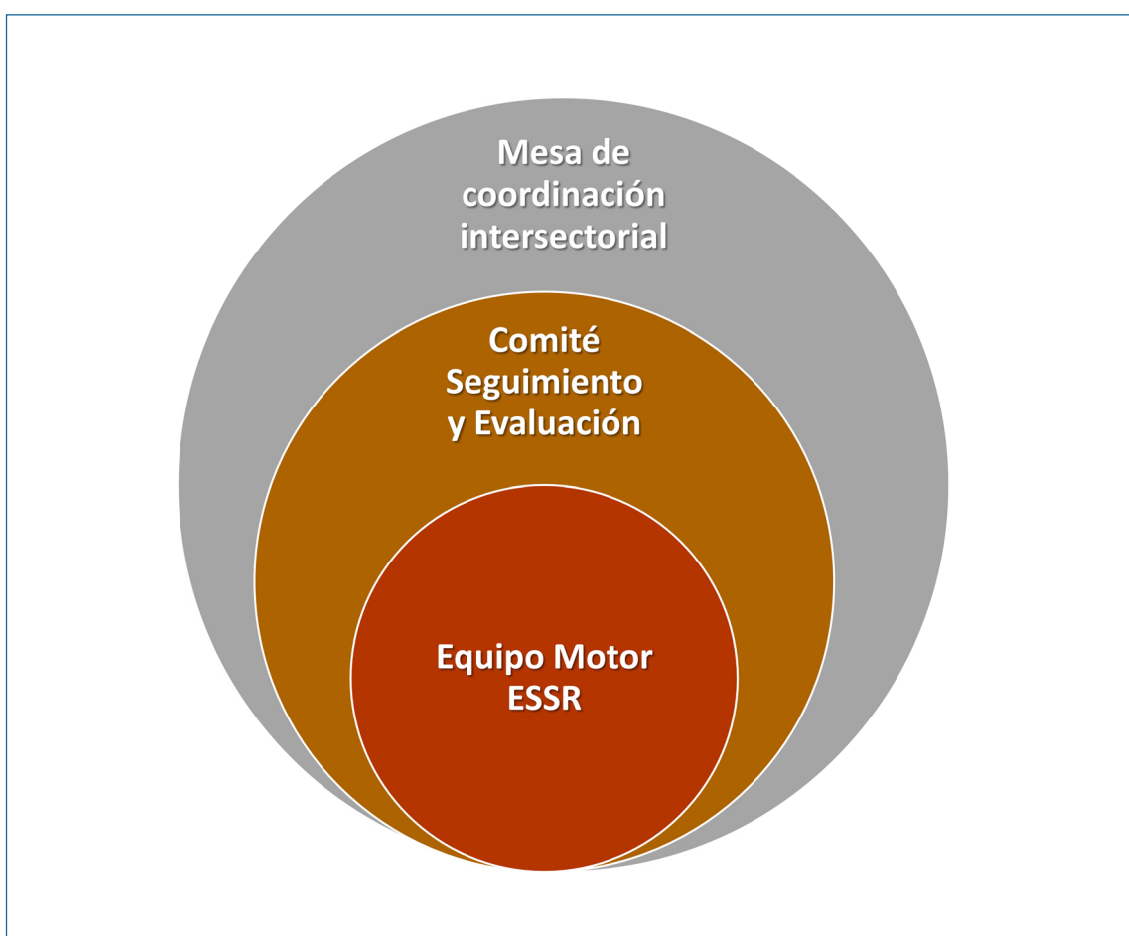 Mesa de
coordinación
intersectorial
Comité
Seguimiento
y Evaluación
Equipo Motor
ESSR